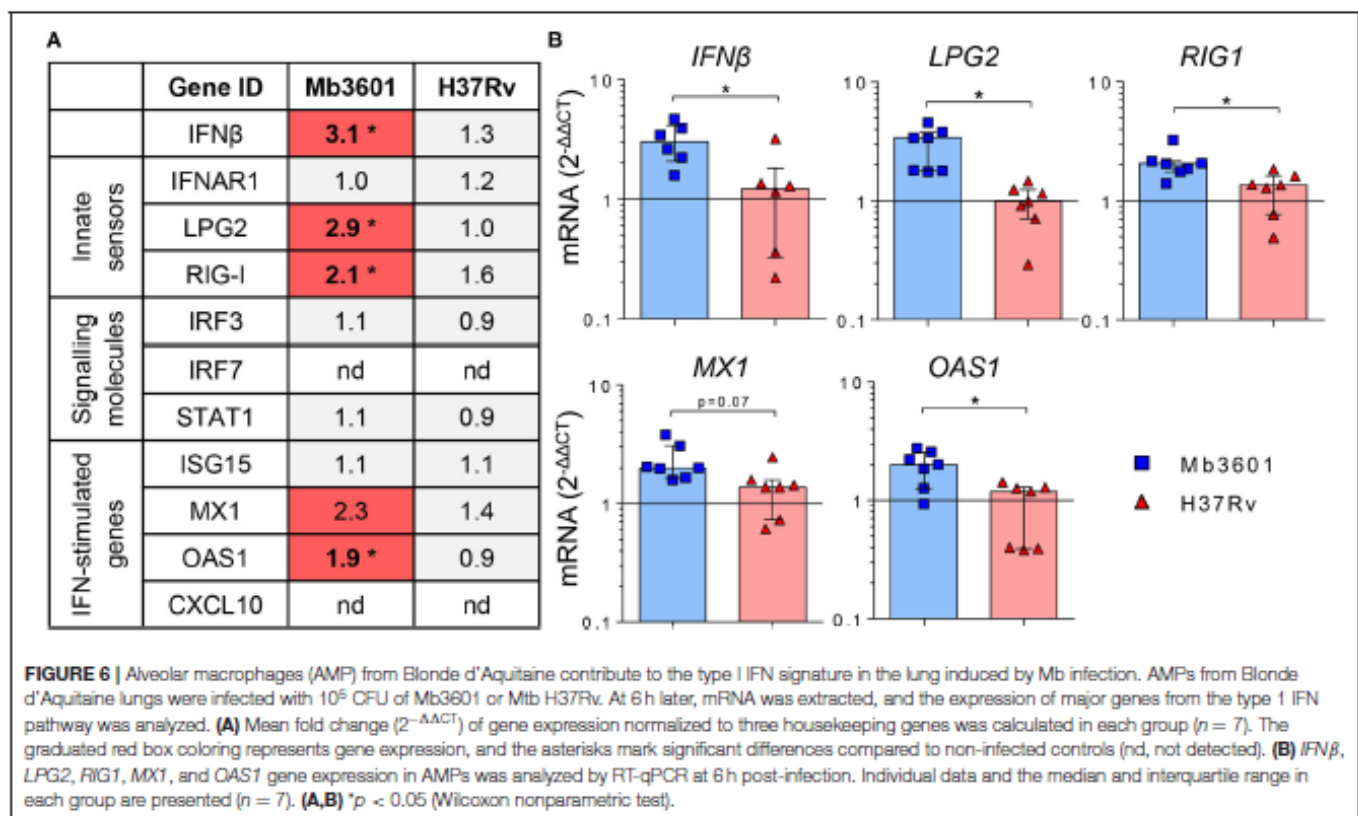 A
Gene ID Mb3601 H37Rv
IFNβ 3.1 * 1.3
Innate sensors
IFNAR1 1.0 1.2
LPG2 2.9 * 1.0
RIG-I 2.1 * 1.6
Signalling molecules
IRF3 1.1 0.9
IRF7 nd nd
STAT1 1.1 0.9
IFN-stimulated genes
ISG15 1.1 1.1
MX1 2.3 1.4
OAS1 1.9 * 0.9
CXCL10 nd nd
B
IFNβ
mRNA (2-ΔΔCT)
10
1
0.1
*
LPG2
10
1
0.1
*
RIG1
10
1
0.1
*
MX1
mRNA (2-ΔΔCT)
10
1
0.1
p=0.07
OAS1
10
1
0.1
*
Mb3601
H37Rv
FIGURE 6 | Alveolar macrophages (AMP) from Blonde d'Aquitaine contribute to the type I IFN signature in the lung induced by Mb infection. AMPs from Blonde
d'Aquitaine lungs were infected with 10⁵ CFU of Mb3601 or Mtb H37Rv. At 6 h later, mRNA was extracted, and the expression of major genes from the type 1 IFN
pathway was analyzed. (A) Mean fold change (2−ΔΔCT) of gene expression normalized to three housekeeping genes was calculated in each group (n = 7). The
graduated red box coloring represents gene expression, and the asterisks mark significant differences compared to non-infected controls (nd, not detected). (B) IFNβ,
LPG2, RIG1, MX1, and OAS1 gene expression in AMPs was analyzed by RT-qPCR at 6 h post-infection. Individual data and the median and interquartile range in
each group are presented (n = 7). (A,B) *p < 0.05 (Wilcoxon nonparametric test).